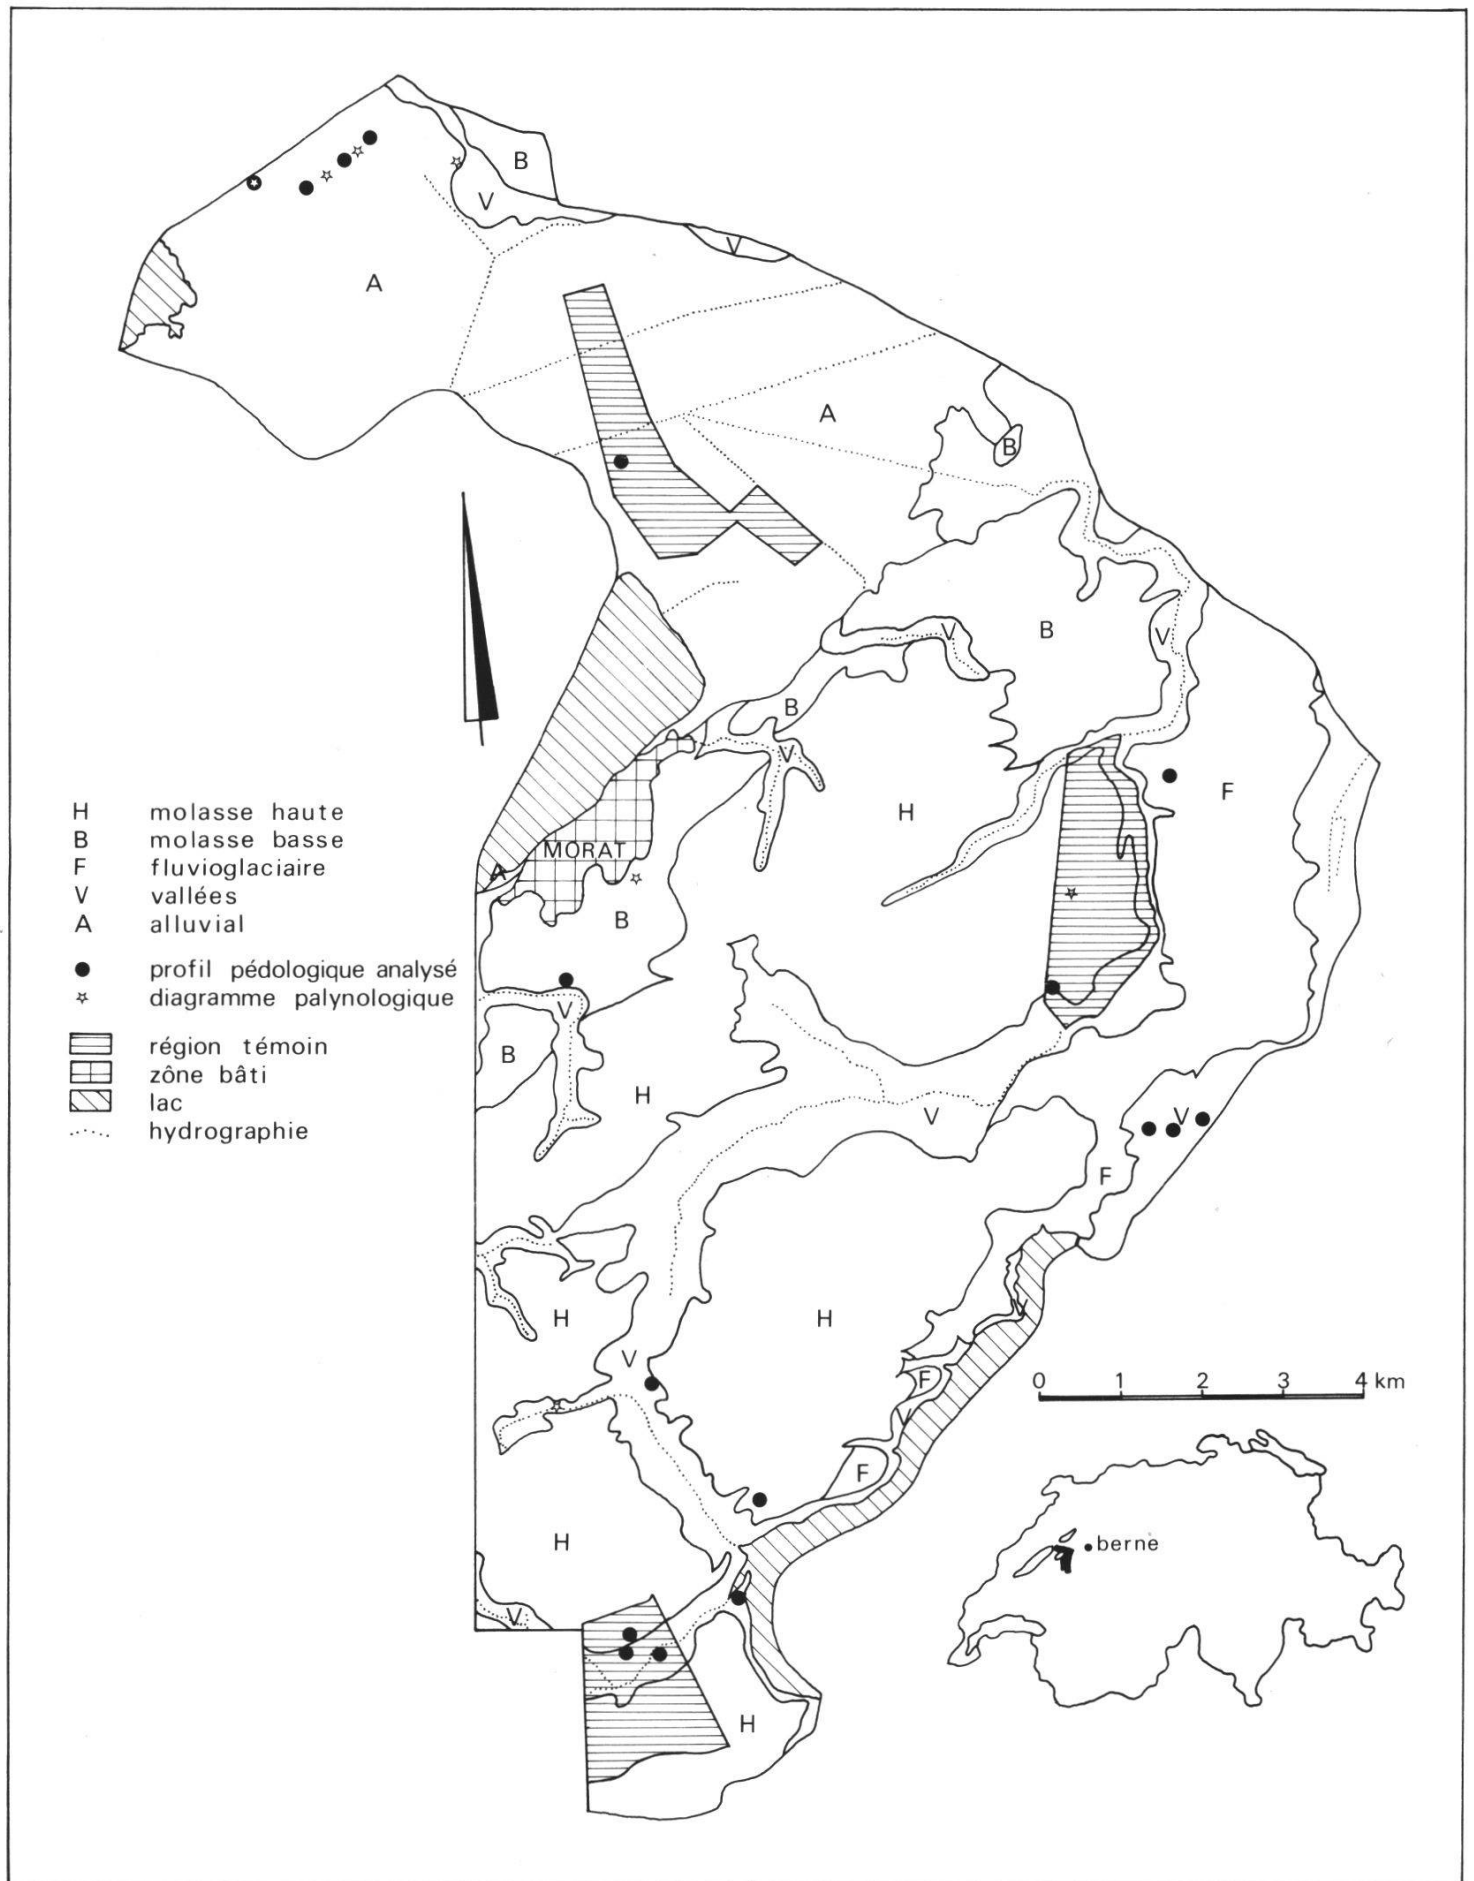 B
V
V
A
A
B
B
V
V
B
V
H
F
MORAT
A
B
H molasse haute
B molasse basse
F fluvioglaciaire
V vallées
A alluvial
● profil pédologique analysé
☆ diagramme palynologique
région témoin
zône bâti
lac
hydrographie
V
B
H
V
V
F
H
H
V
V
F
V
F
0 1 2 3 4 km
H
berne
V
H